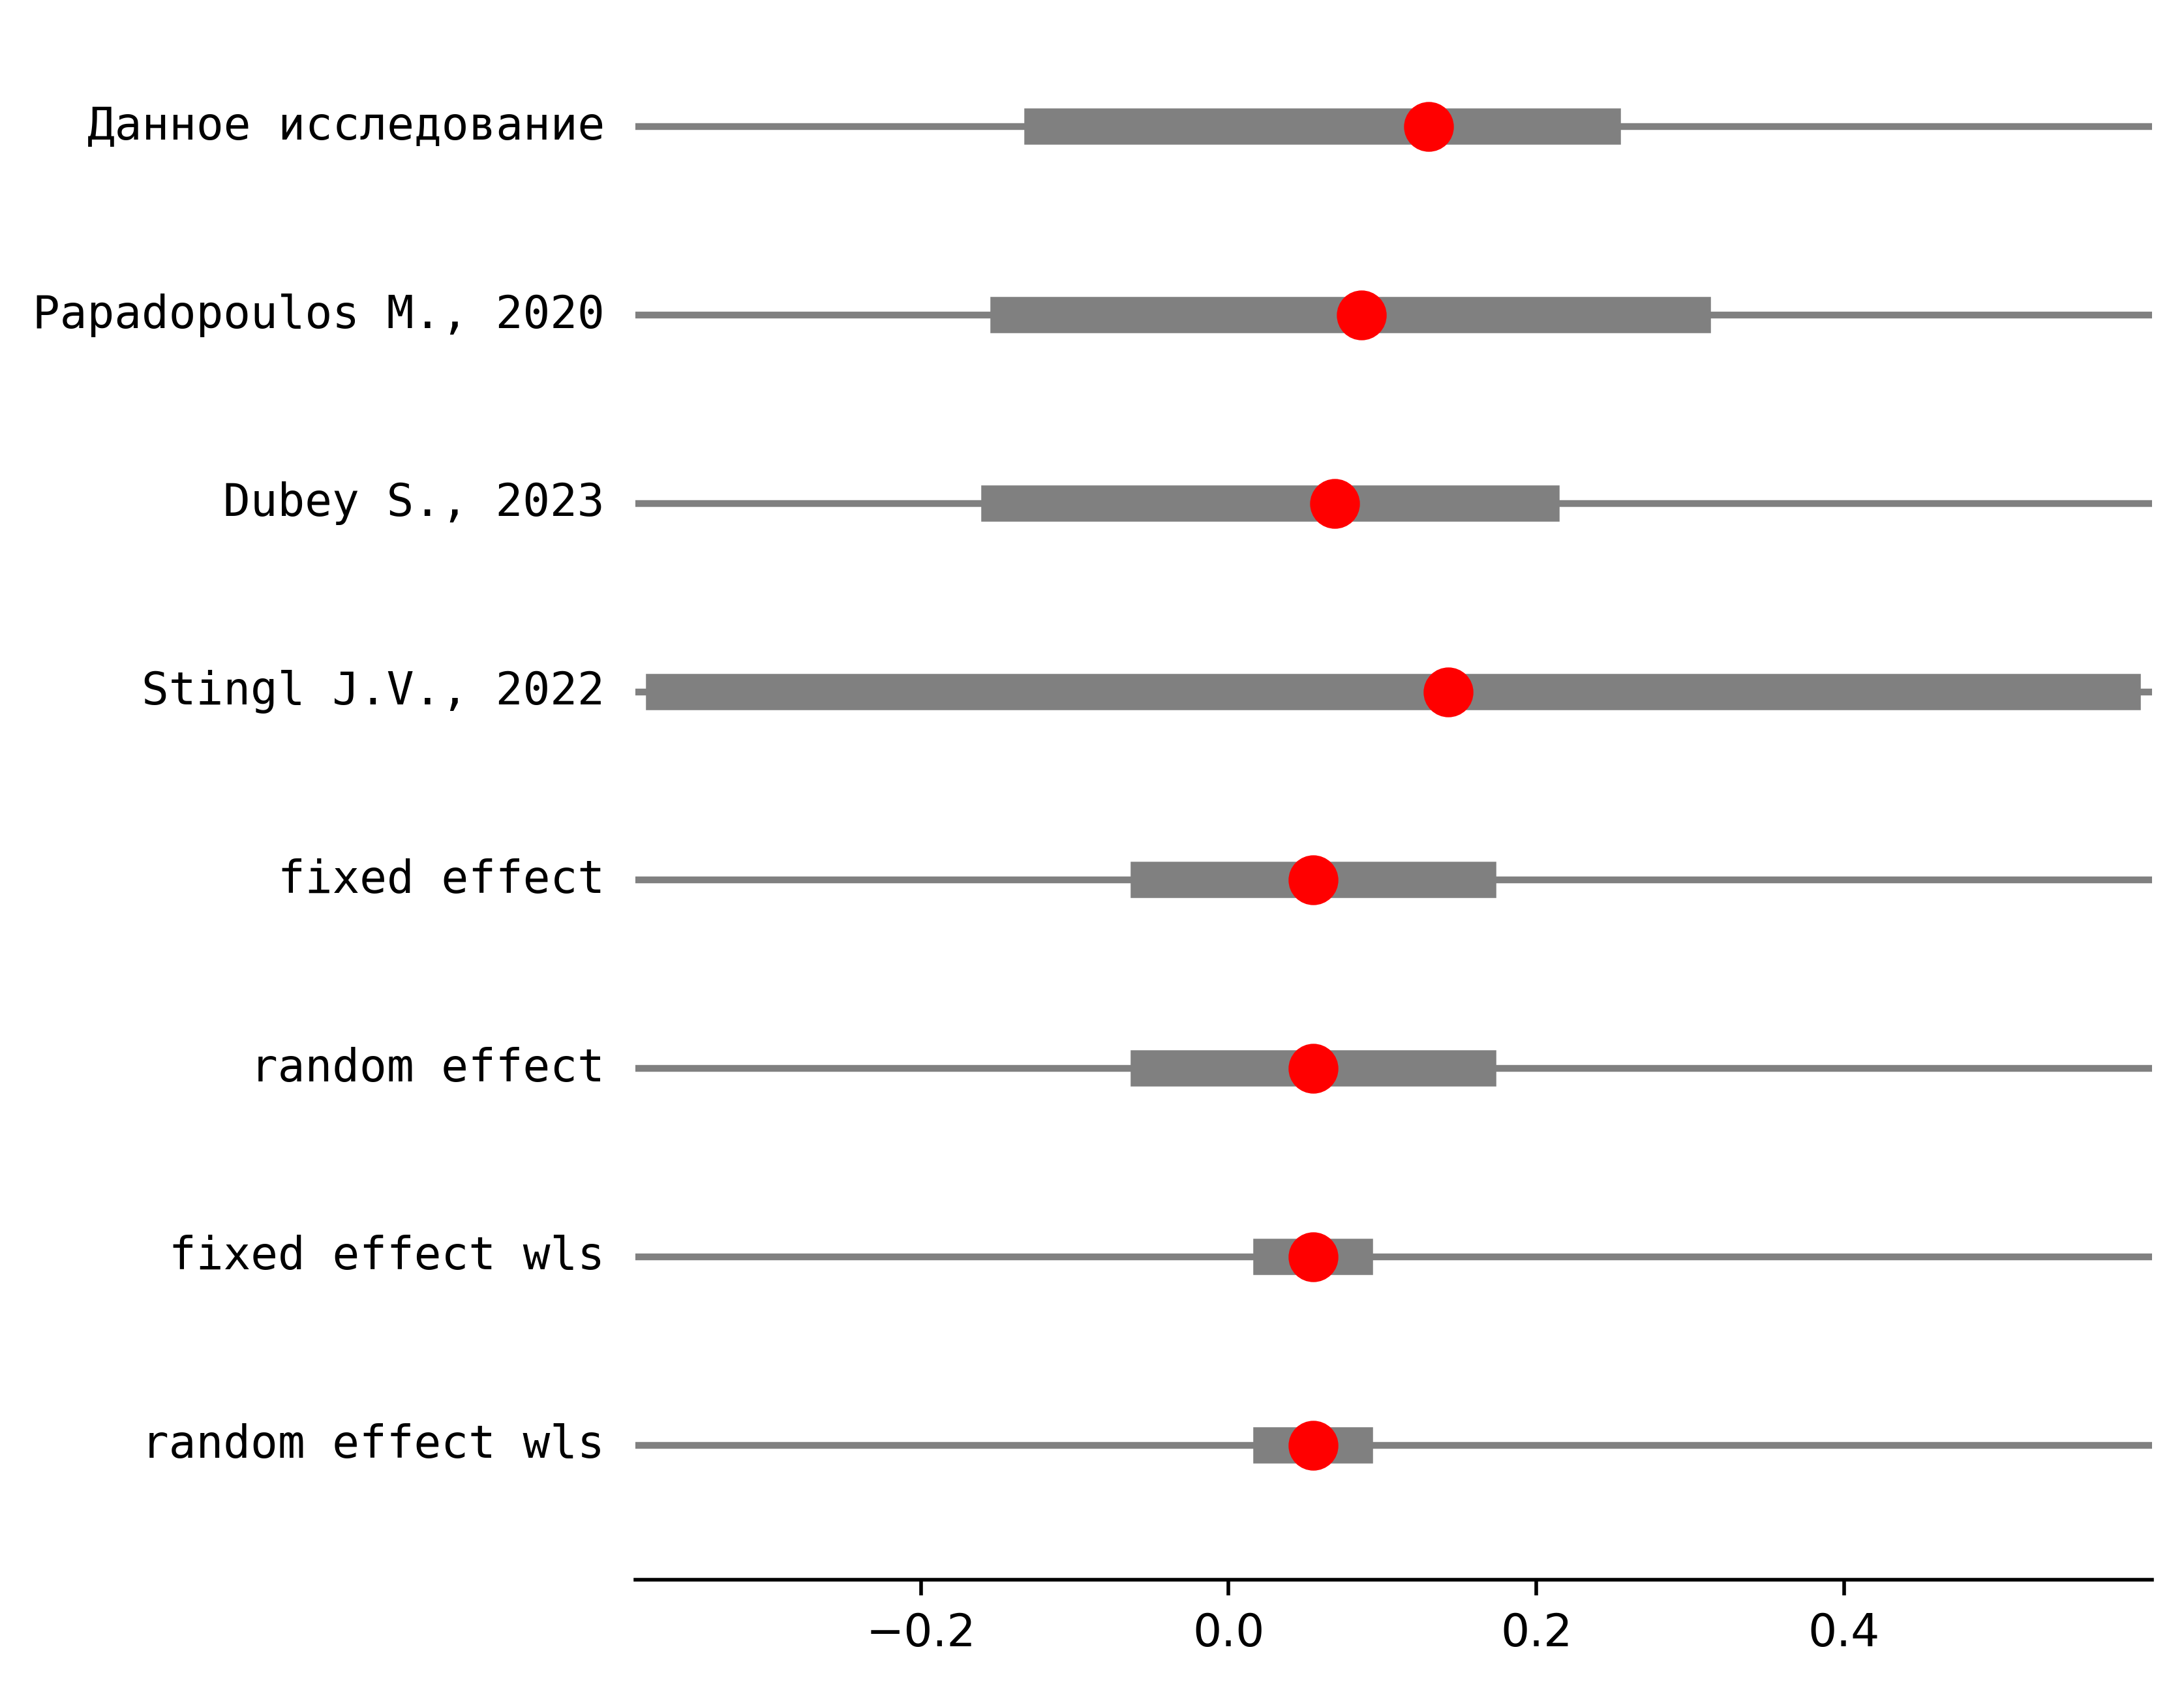 Данное исследование
Papadopoulos M., 2020
Dubey S., 2023
Stingl J.V., 2022
fixed effect
random effect
fixed effect wls
random effect wls
−0.2 0.0 0.2 0.4